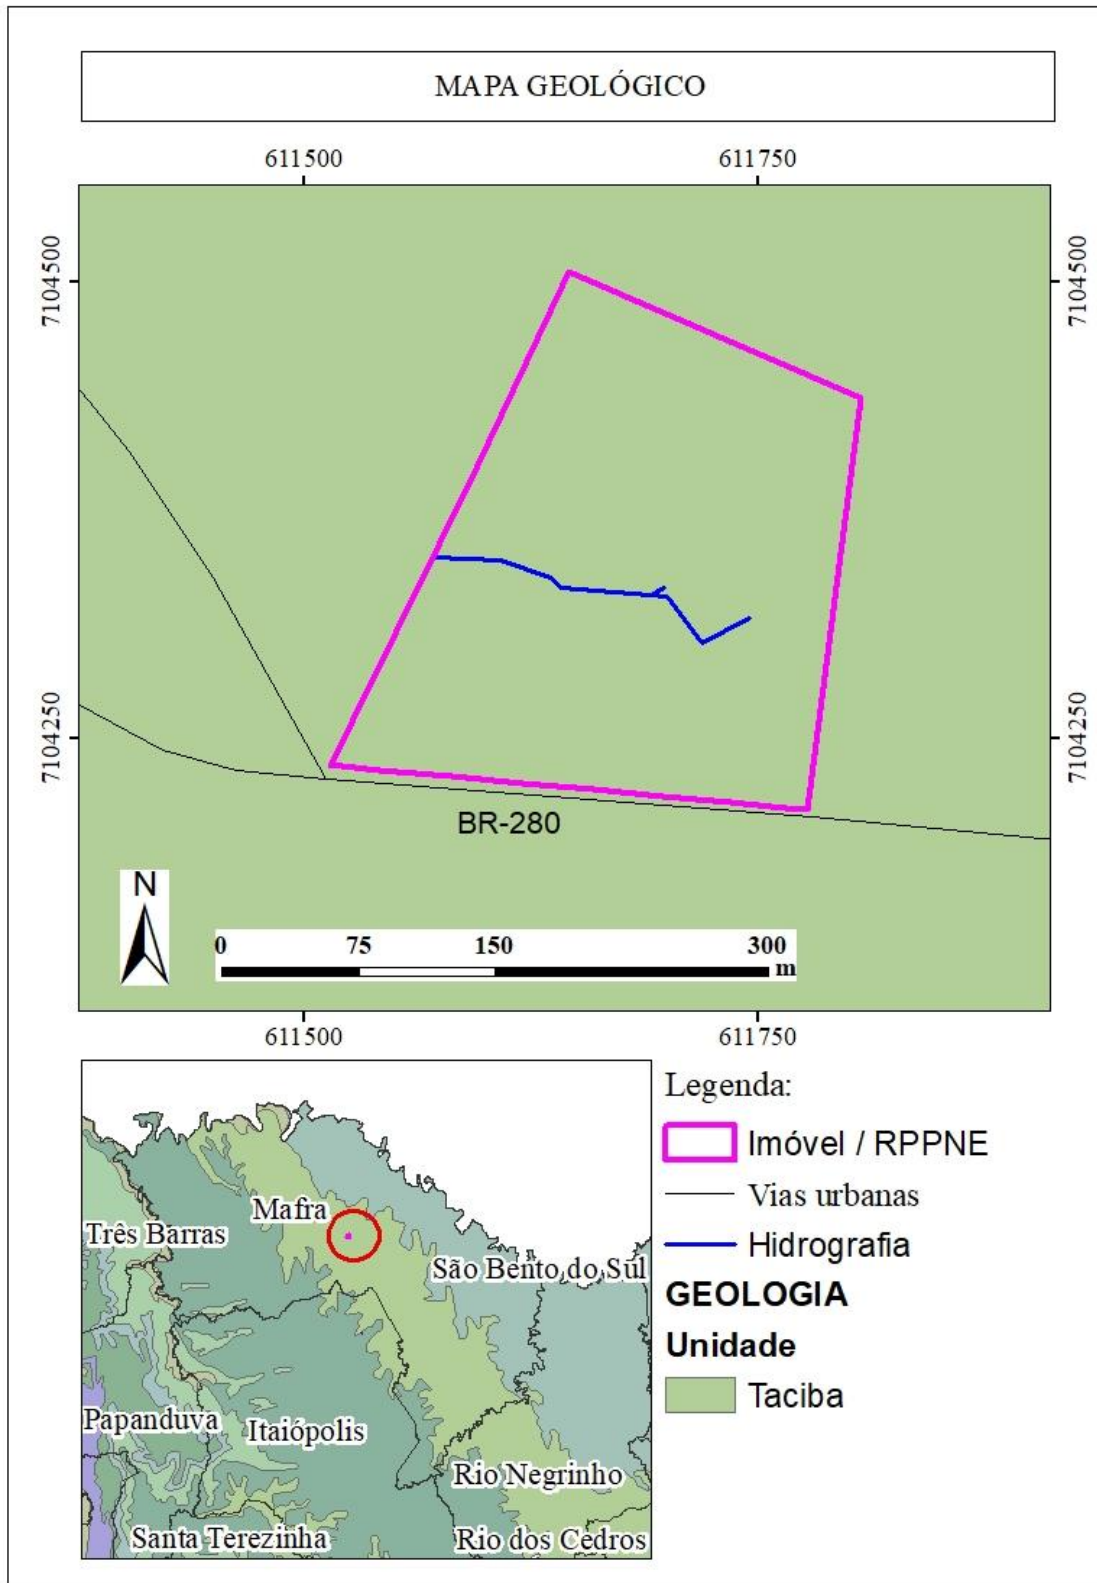 MAPA GEOLÓGICO
611500 611750
7104500 7104500
7104250 7104250
BR-280
N
0 75 150 300
m
611500 611750
Mafra
Três Barras
São Bento do Sul
Papanduva
Itaiópolis
Rio Negrinho
Santa Terezinha
Rio dos Cedros
Legenda:
Imóvel / RPPNE
Vias urbanas
Hidrografia
GEOLOGIA
Unidade
Taciba